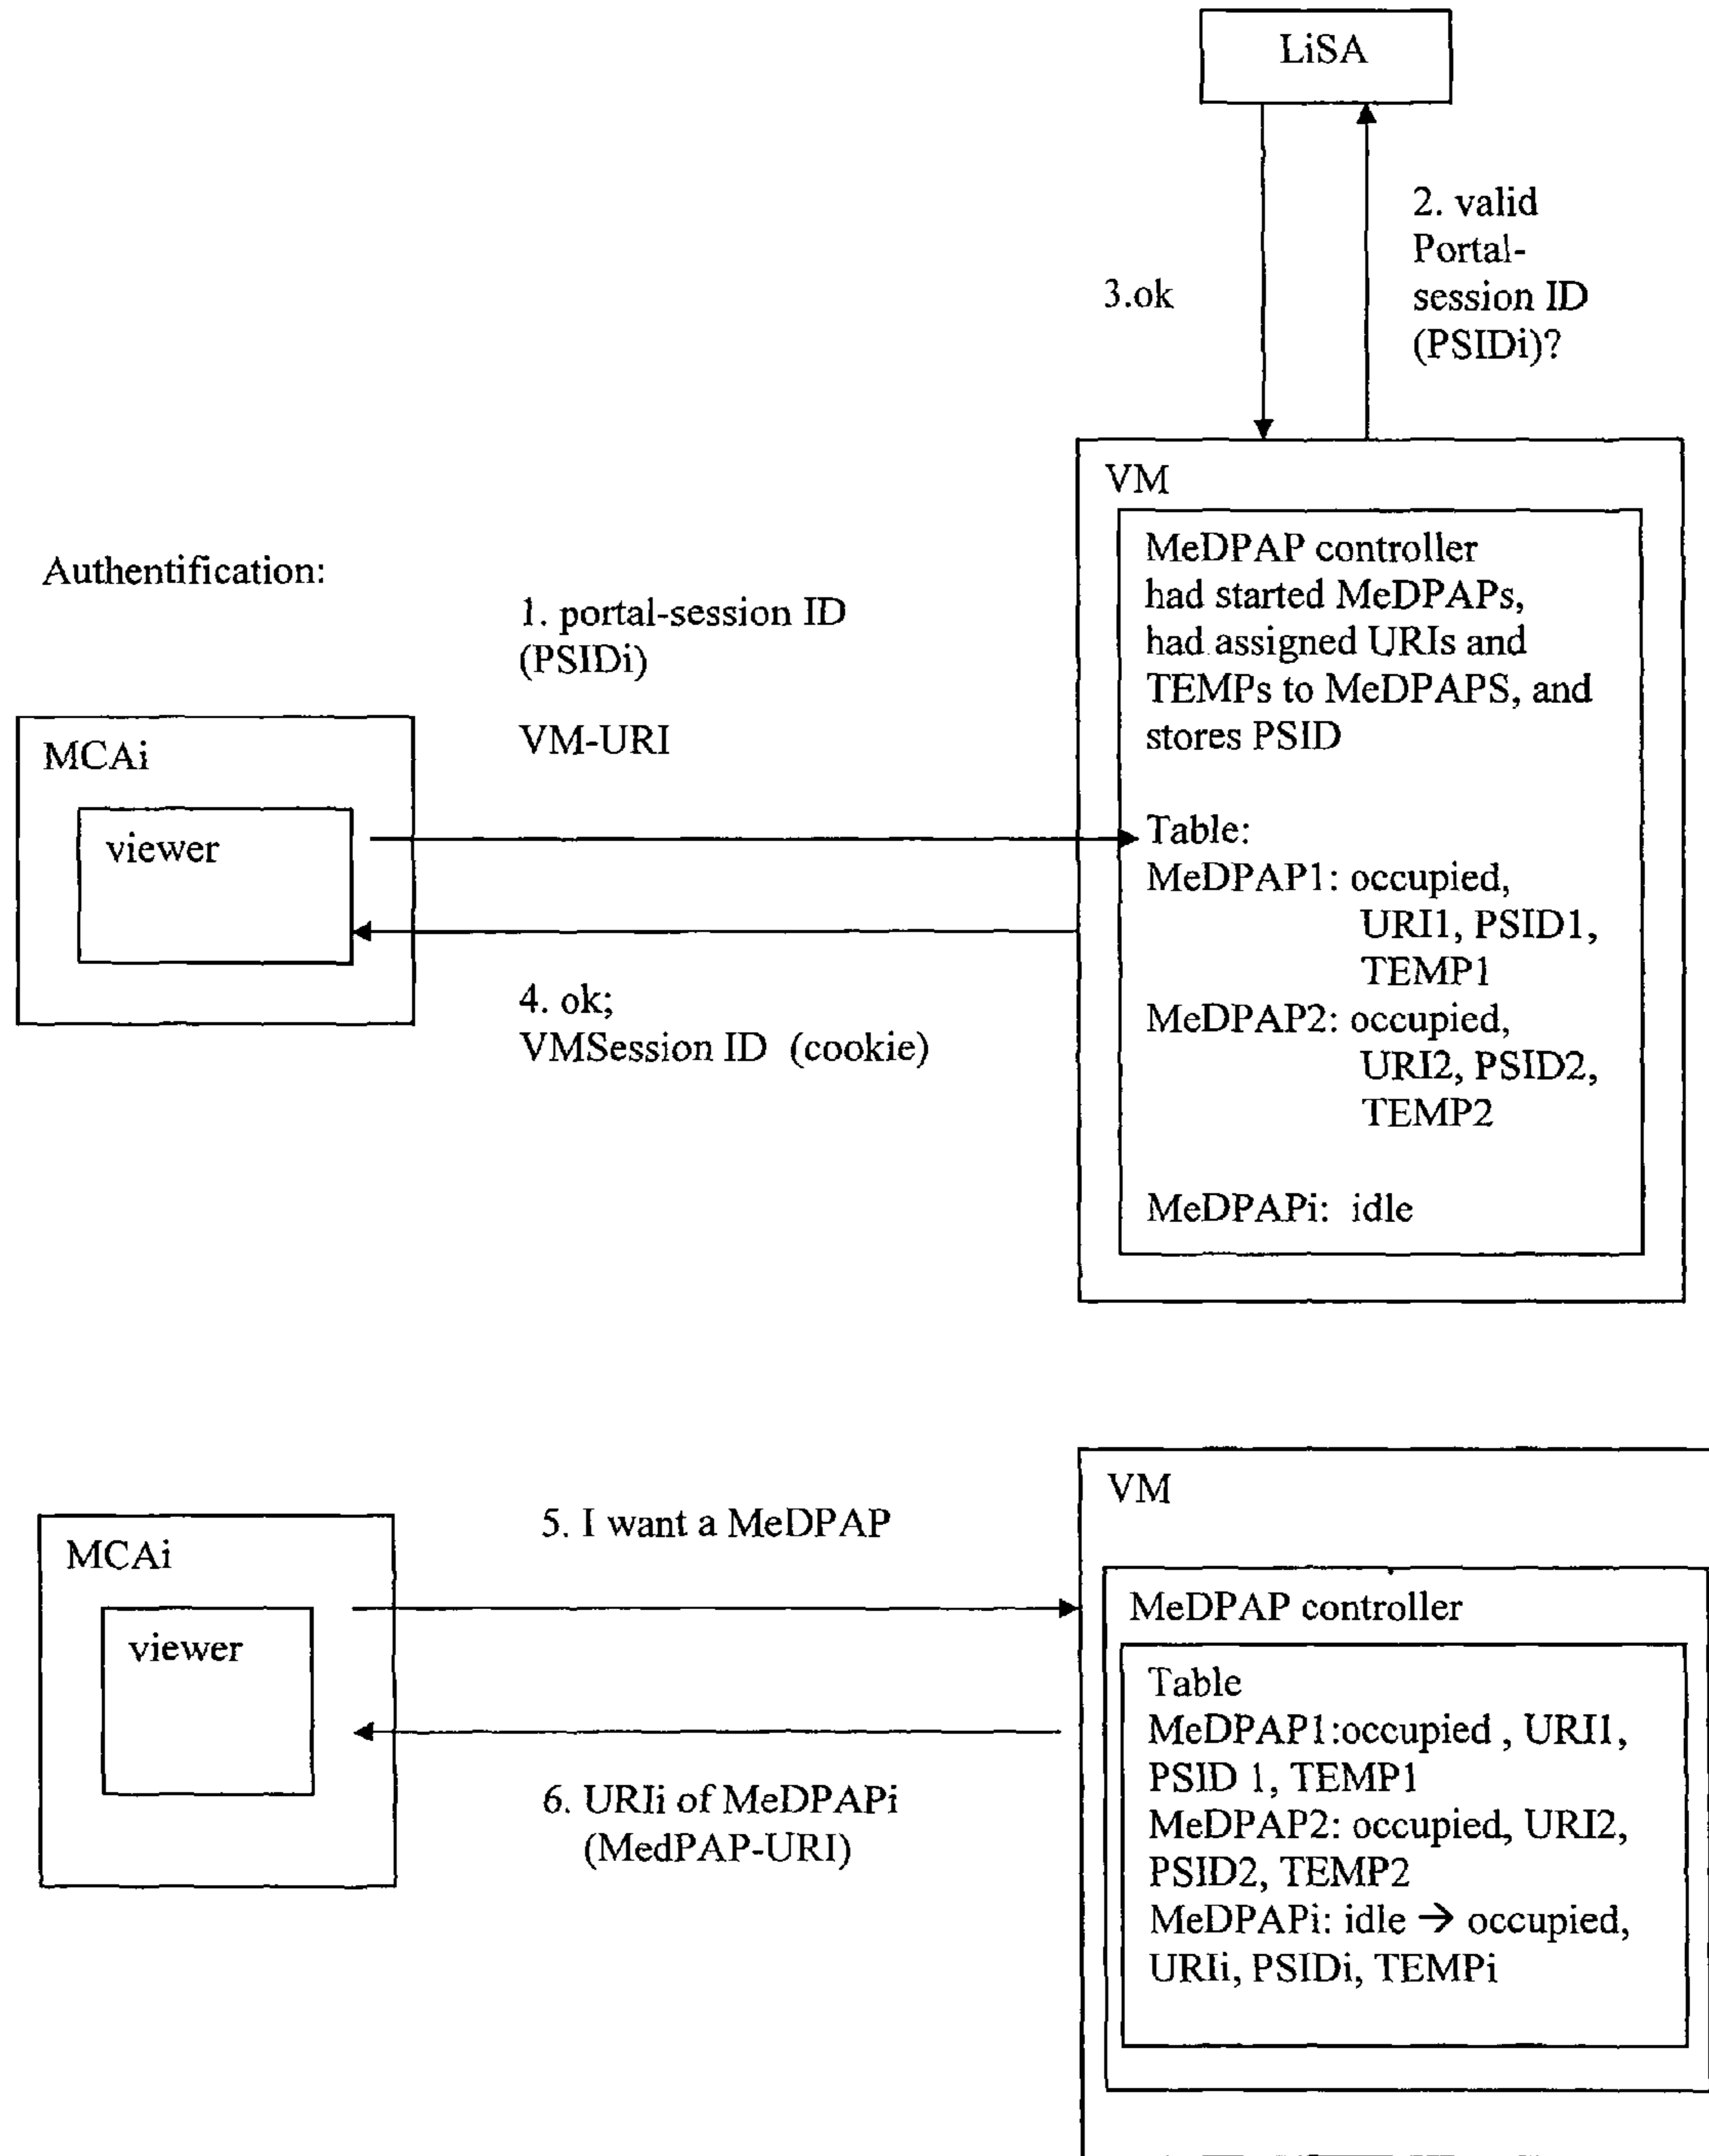 LiSA
2. valid
Portal-
session ID
(PSIDi)?
3.ok
Authentification:
1. portal-session ID
(PSIDi)
VM-URI
MCAi
viewer
4. ok;
VMSession ID (cookie)
VM
MeDPAP controller
had started MeDPAPs,
had assigned URIs and
TEMPs to MeDPAPS, and
stores PSID
Table:
MeDPAP1: occupied,
URI1, PSID1,
TEMP1
MeDPAP2: occupied,
URI2, PSID2,
TEMP2
MeDPAPi: idle
MCAi
viewer
5. I want a MeDPAP
6. URIi of MeDPAPi
(MedPAP-URI)
VM
MeDPAP controller
Table
MeDPAP1:occupied , URI1,
PSID 1, TEMP1
MeDPAP2: occupied, URI2,
PSID2, TEMP2
MeDPAPi: idle → occupied,
URIi, PSIDi, TEMPi